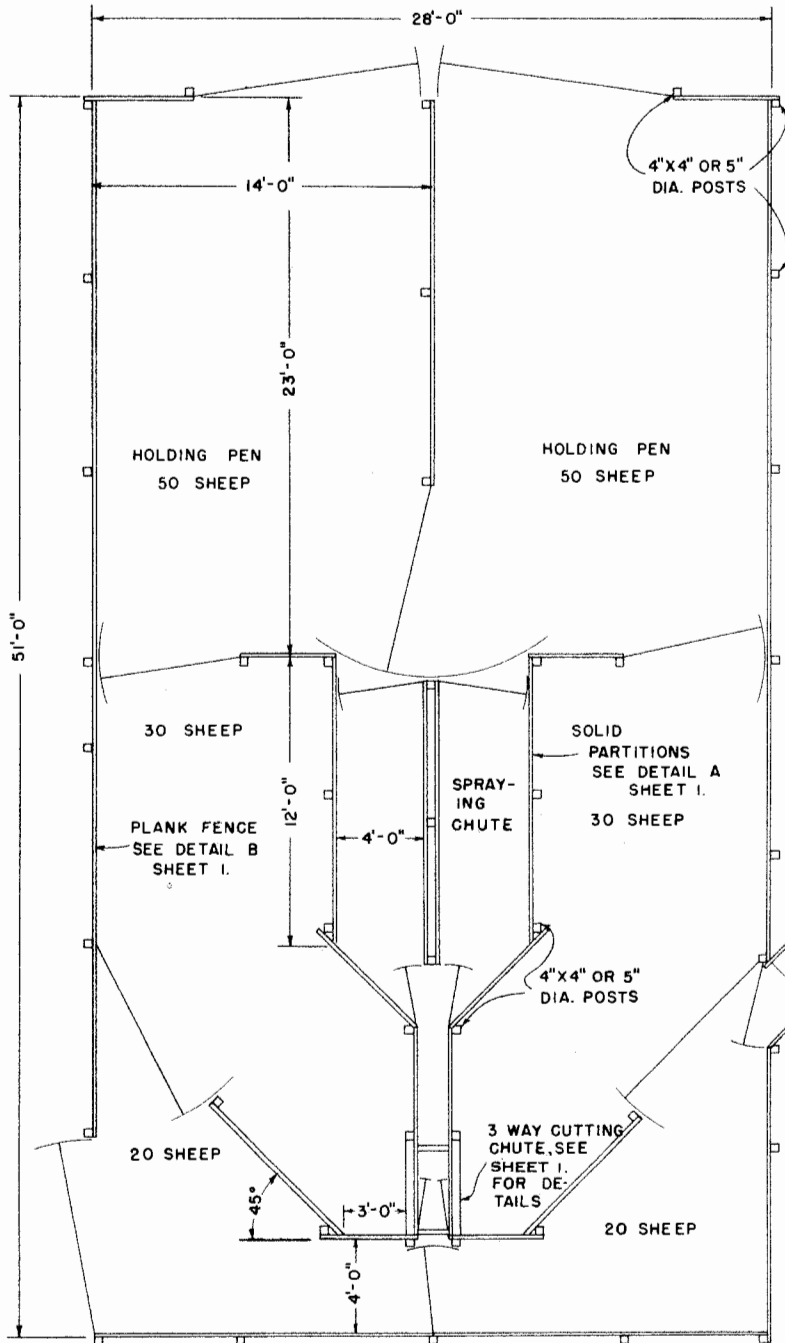 28'-0"
4"X4" OR 5"
DIA. POSTS
14'-0"
23'-0"
HOLDING PEN
50 SHEEP
HOLDING PEN
50 SHEEP
51'-0"
30 SHEEP
SOLID
PARTITIONS
SEE DETAIL A
SHEET 1.
30 SHEEP
SPRAY-
ING
CHUTE
12'-0"
4'-0"
PLANK FENCE
SEE DETAIL B
SHEET 1.
4"X4" OR 5"
DIA. POSTS
3 WAY CUTTING
CHUTE, SEE
SHEET 1.
FOR DE-
TAILS
20 SHEEP
45°
3'-0"
20 SHEEP
4'-0"